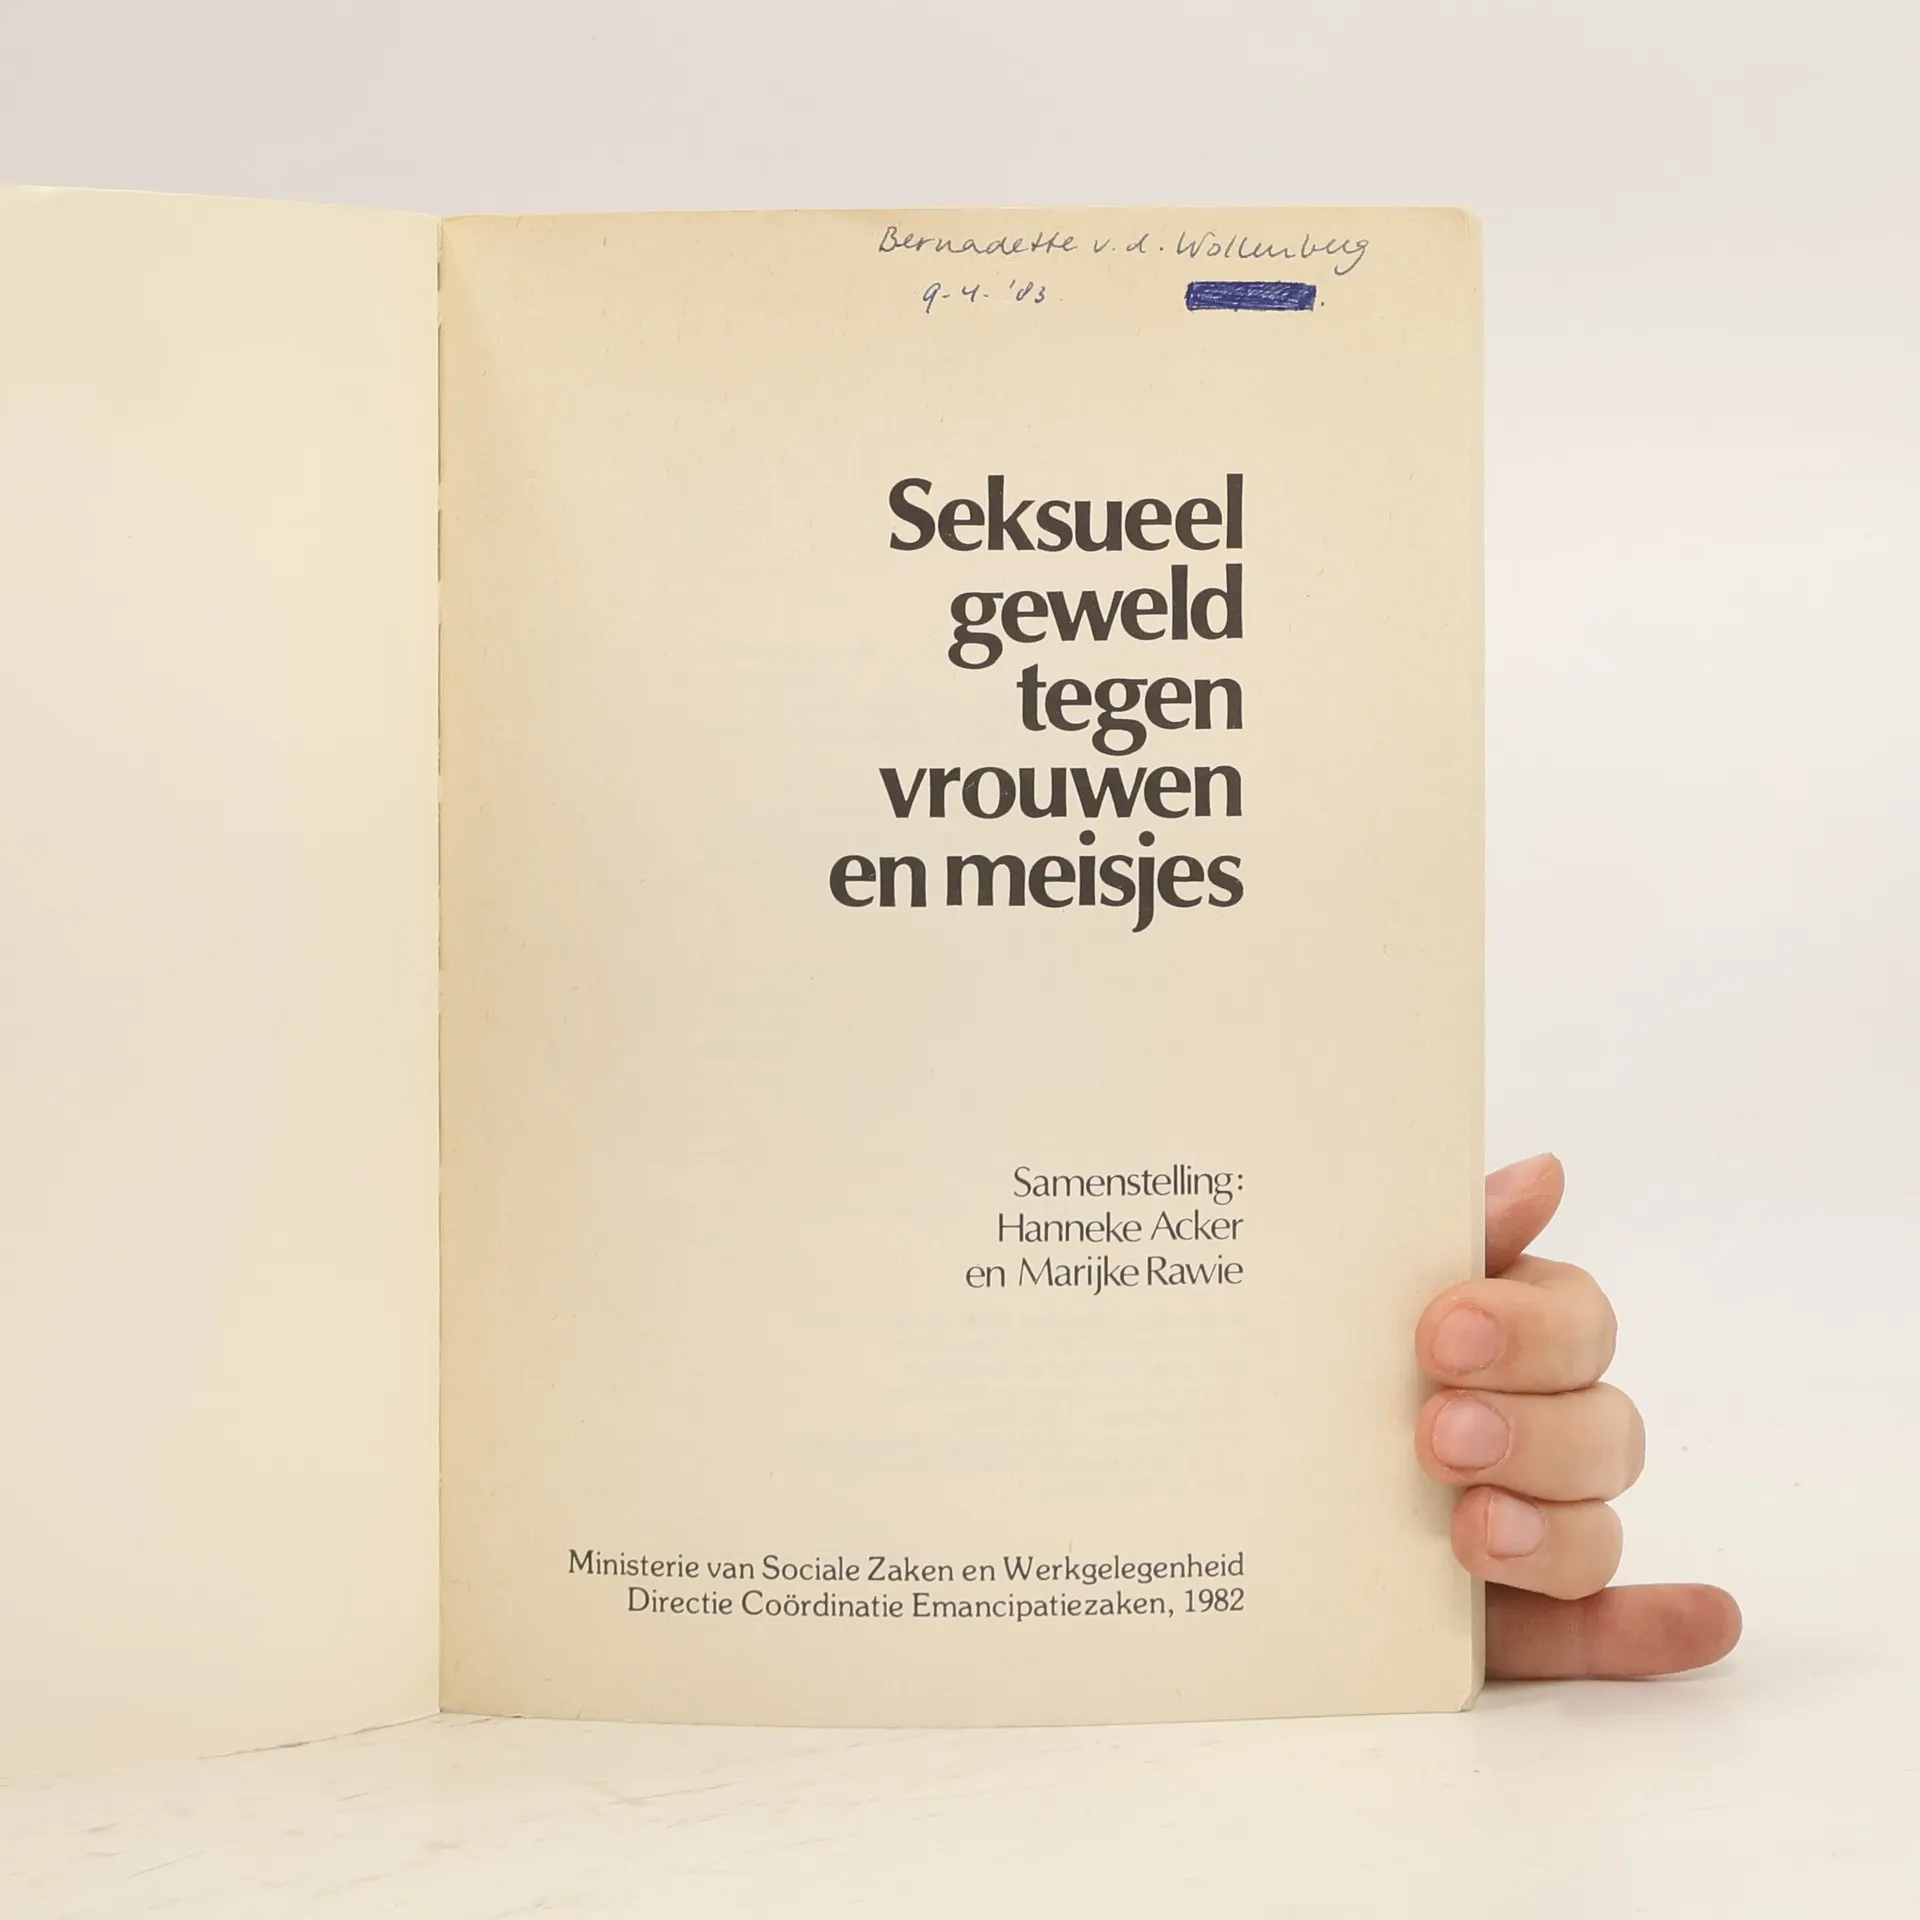 Bernadette v.d. Wollenberg
9-4-'83.
Seksueel
geweld
tegen
vrouwen
en meisjes
Samenstelling:
Hanneke Acker
en Marijke Rawie
Ministerie van Sociale Zaken en Werkgelegenheid
Directie Coördinatie Emancipatiezaken, 1982